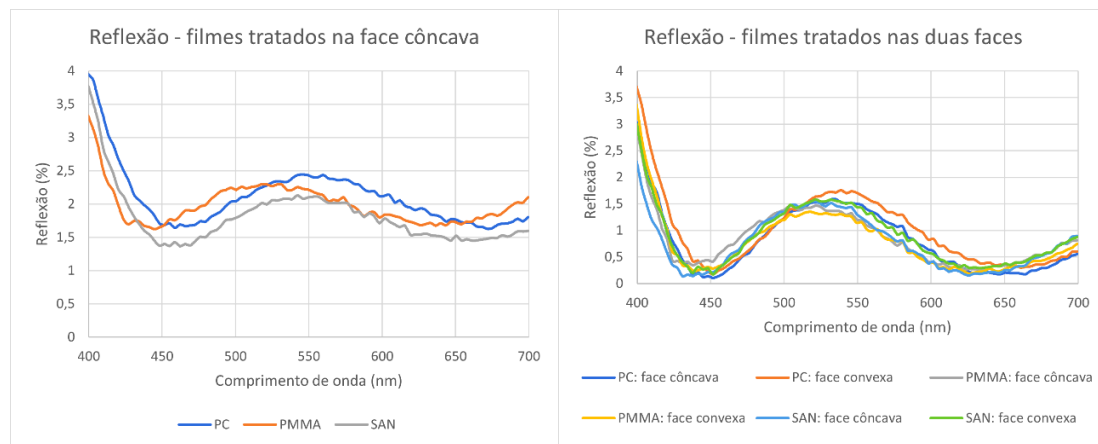 Reflexão - filmes tratados na face côncava
4
3,5
3
2,5
2
1,5
1
0,5
0
Reflexão (%)
400 450 500 550 600 650 700
Comprimento de onda (nm)
PC PMMA SAN
Reflexão - filmes tratados nas duas faces
4
3,5
3
2,5
2
1,5
1
0,5
0
Reflexão (%)
400 450 500 550 600 650 700
Comprimento de onda (nm)
PC: face côncava PC: face convexa PMMA: face côncava
PMMA: face convexa SAN: face côncava SAN: face convexa